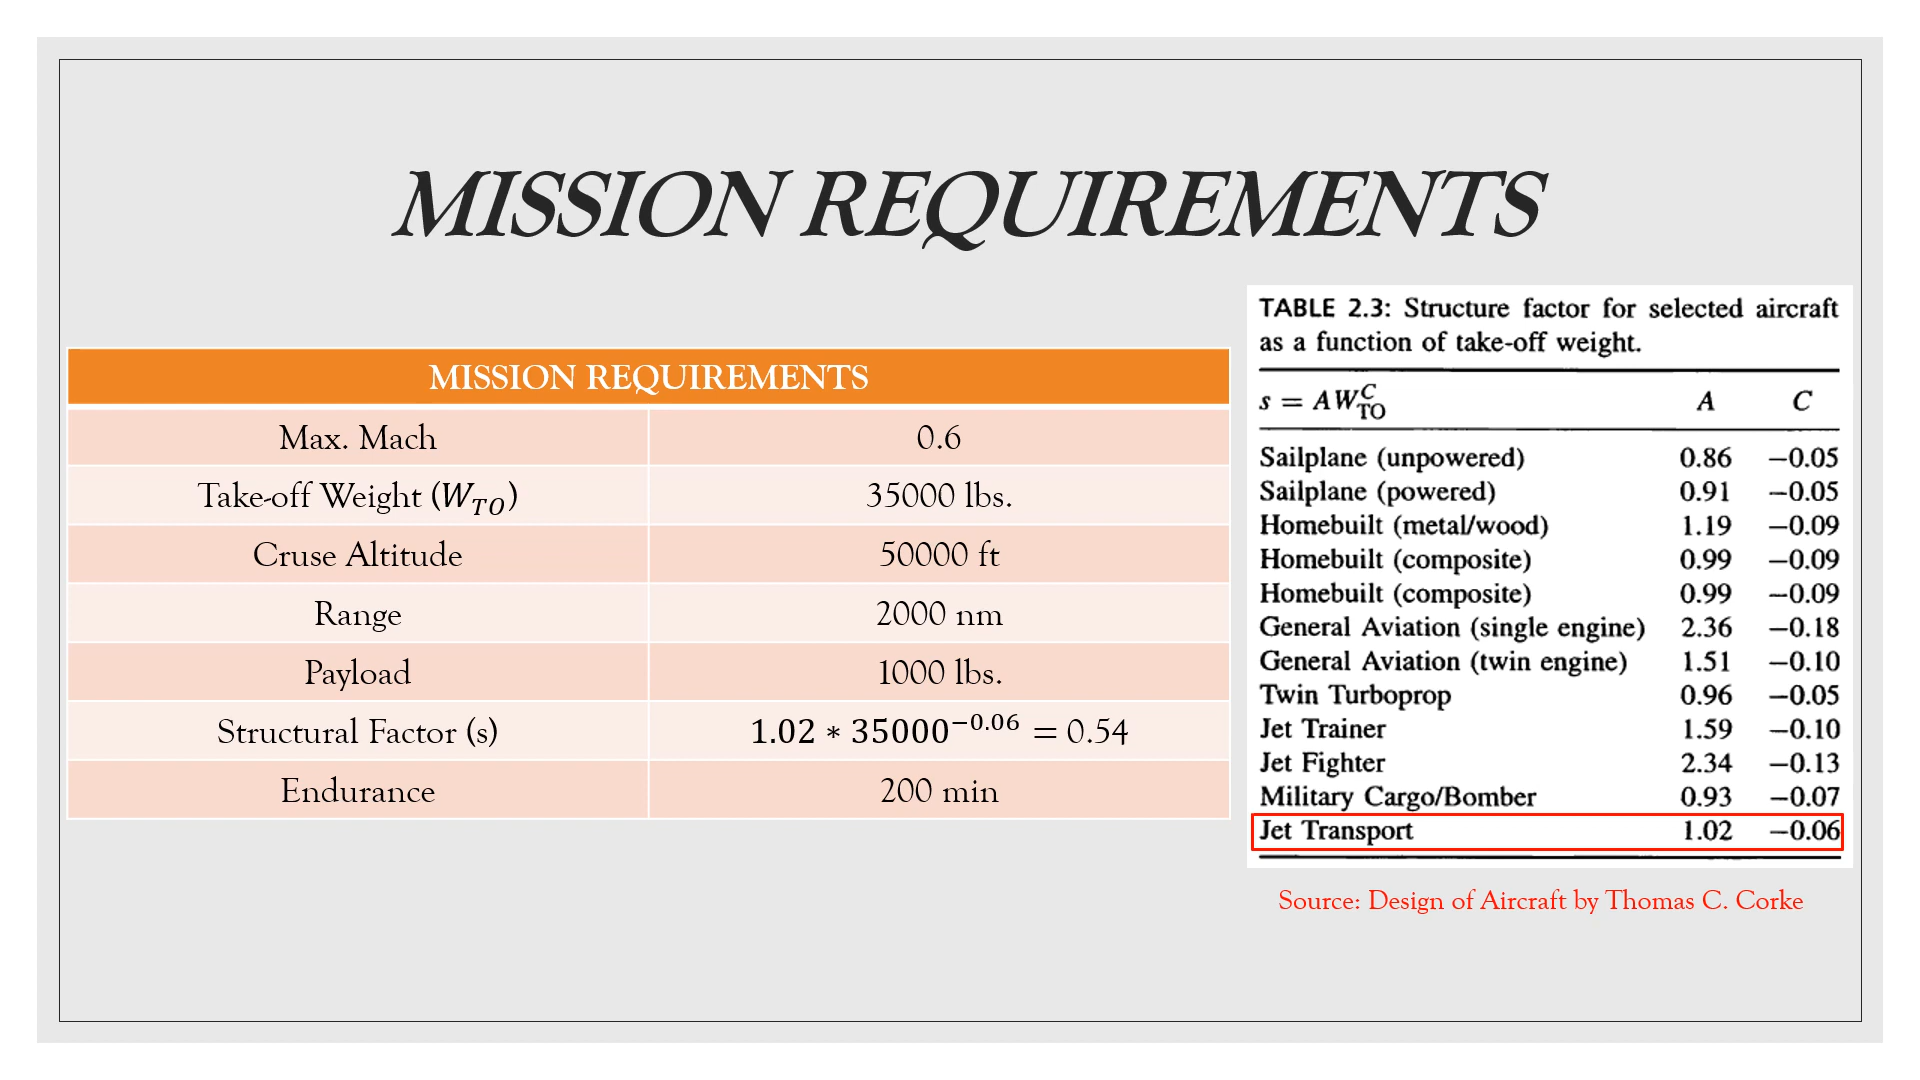 MISSION REQUIREMENTS
MISSION REQUIREMENTS
Max. Mach 0.6
Take-off Weight (W_TO) 35000 lbs.
Cruse Altitude 50000 ft
Range 2000 nm
Payload 1000 lbs.
Structural Factor (s) 1.02 ∗ 35000^−0.06 = 0.54
Endurance 200 min
TABLE 2.3: Structure factor for selected aircraft
as a function of take-off weight.
s = AW_TO^C A C
Sailplane (unpowered) 0.86 −0.05
Sailplane (powered) 0.91 −0.05
Homebuilt (metal/wood) 1.19 −0.09
Homebuilt (composite) 0.99 −0.09
Homebuilt (composite) 0.99 −0.09
General Aviation (single engine) 2.36 −0.18
General Aviation (twin engine) 1.51 −0.10
Twin Turboprop 0.96 −0.05
Jet Trainer 1.59 −0.10
Jet Fighter 2.34 −0.13
Military Cargo/Bomber 0.93 −0.07
Jet Transport 1.02 −0.06
Source: Design of Aircraft by Thomas C. Corke